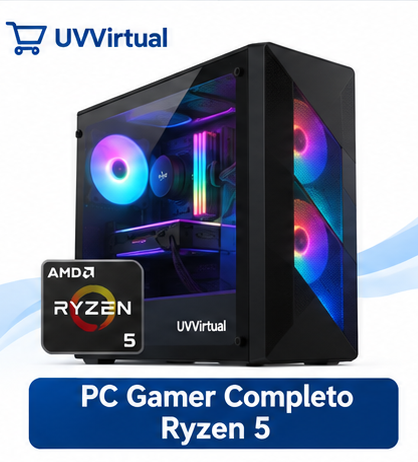 UVVirtual
AMD
RYZEN
5
UVVirtual
PC Gamer Completo
Ryzen 5